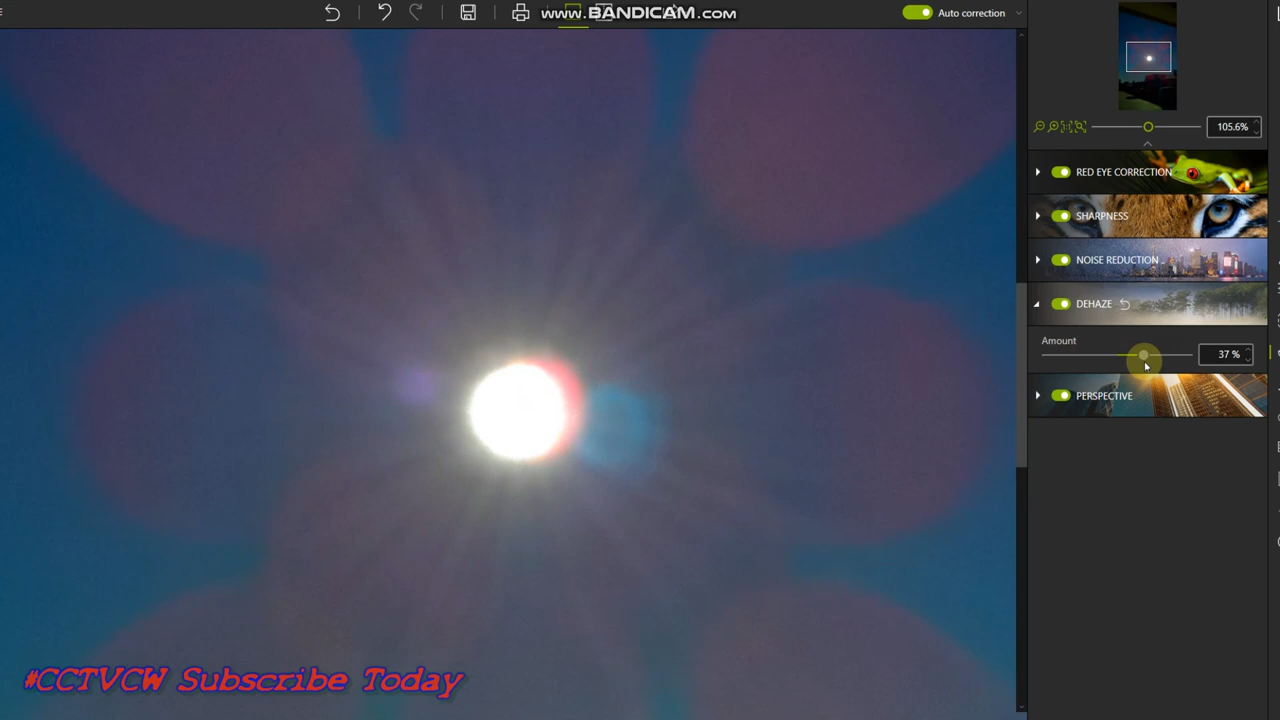 www.BANDICAM.com
Auto correction
105.6%
RED EYE CORRECTION
SHARPNESS
NOISE REDUCTION
DEHAZE
Amount
37 %
PERSPECTIVE
#CCTVCW Subscribe Today